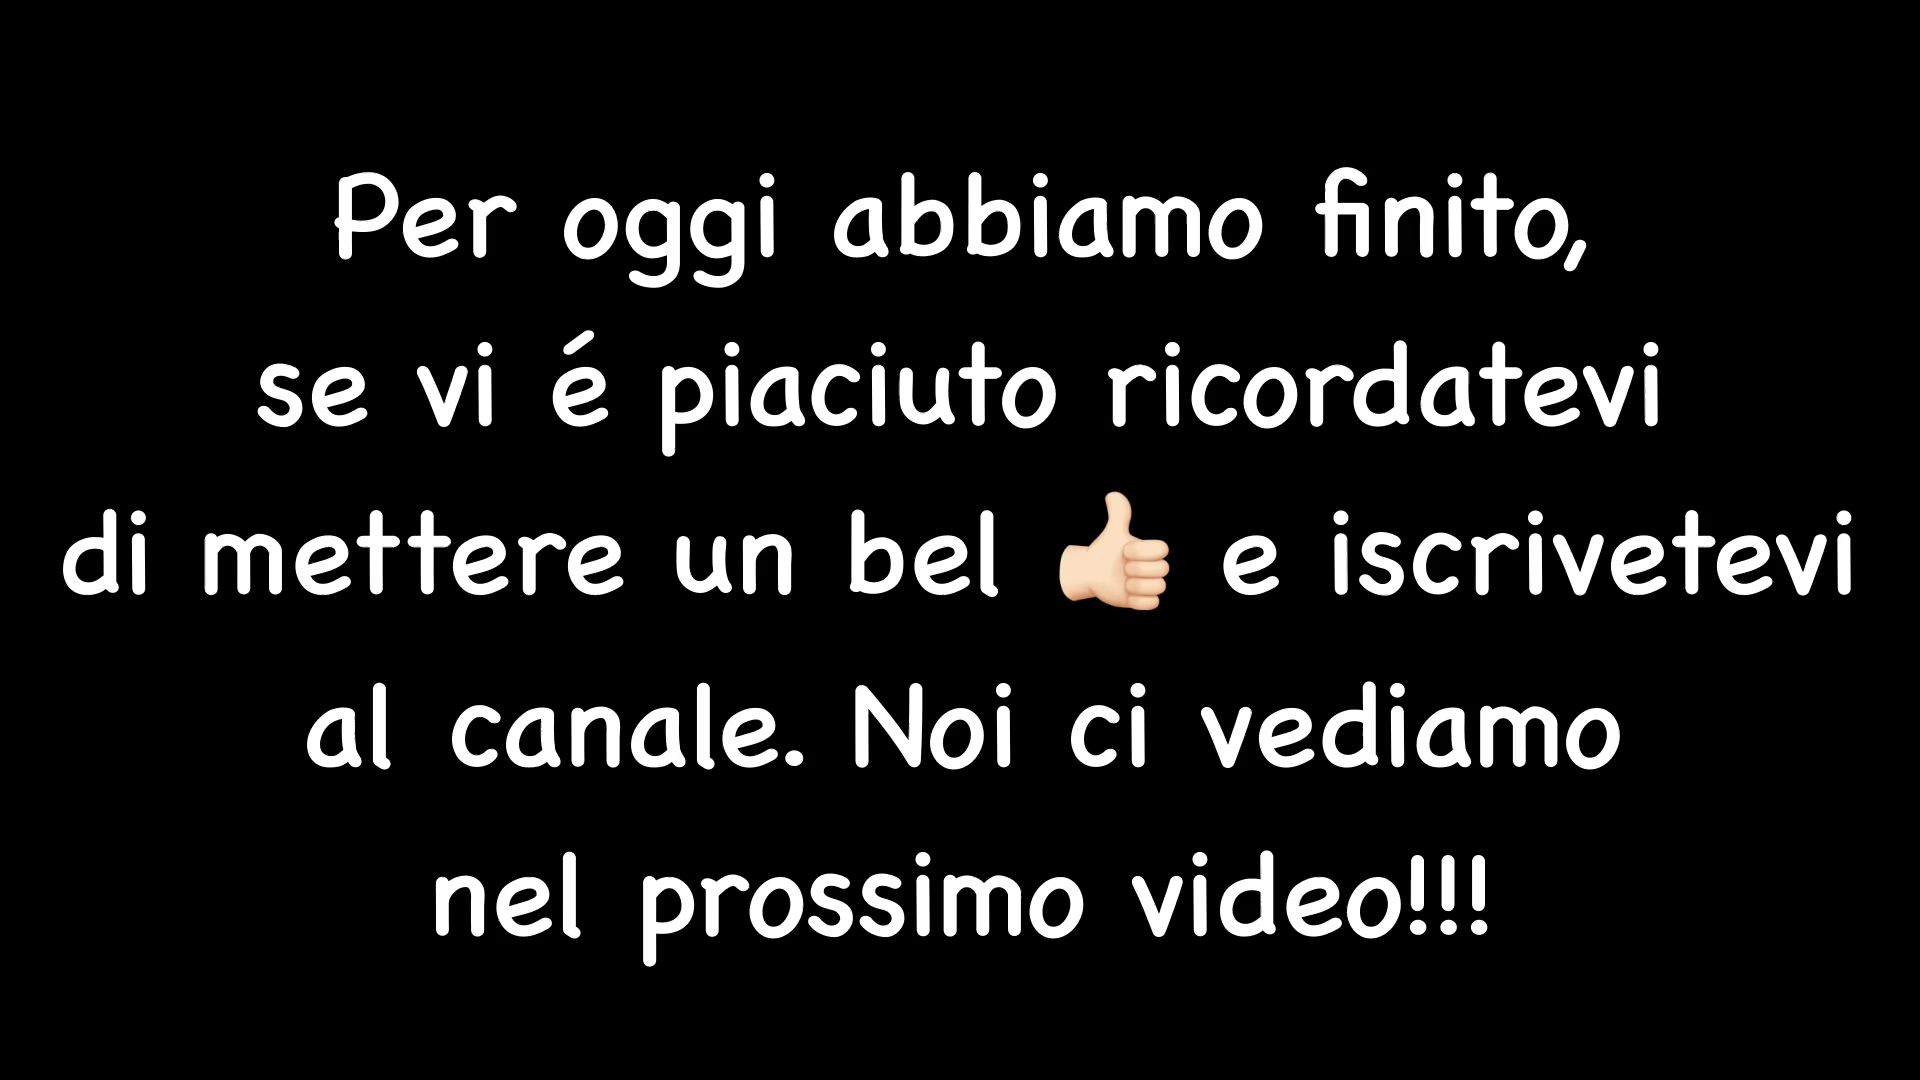 Per oggi abbiamo finito,
se vi é piaciuto ricordatevi
di mettere un bel 👍🏻 e iscrivetevi
al canale. Noi ci vediamo
nel prossimo video!!!